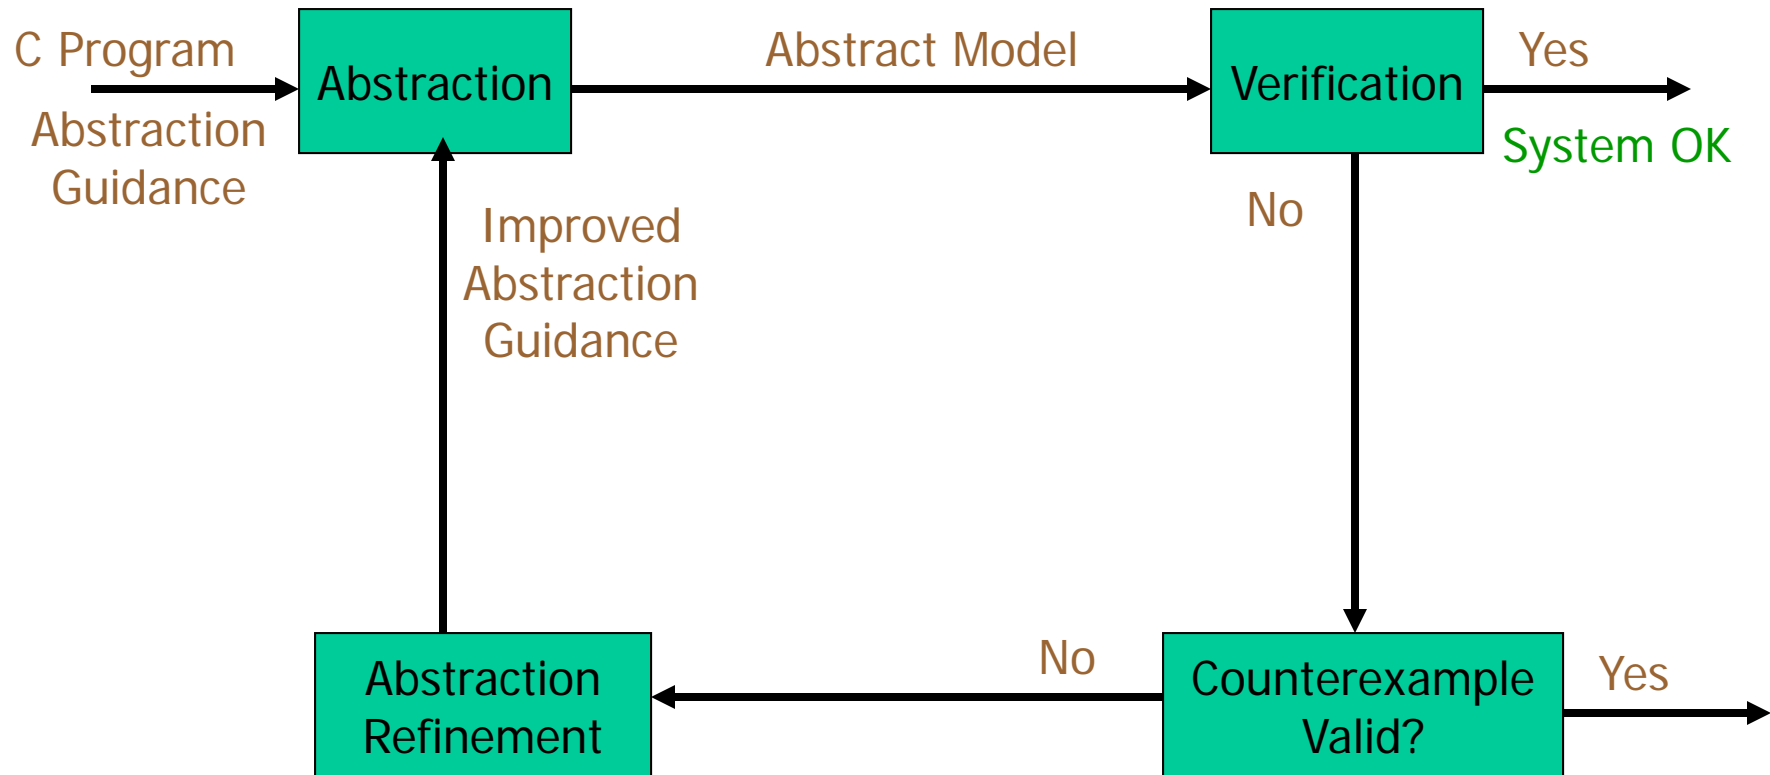 C Program
Abstraction
Guidance
Abstraction
Abstract Model
Verification
Yes
System OK
No
Improved
Abstraction
Guidance
Abstraction
Refinement
No
Counterexample
Valid?
Yes